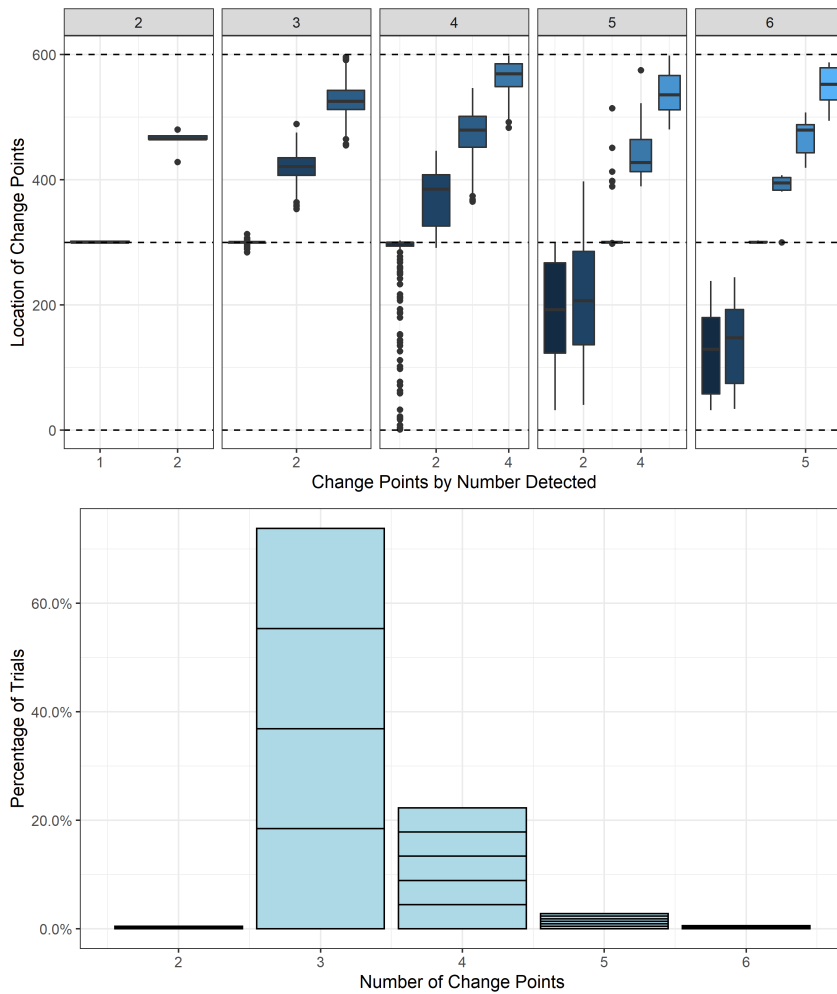 2 3 4 5 6
600
400
200
0
Location of Change Points
1 2 2 2 4 2 4 5
Change Points by Number Detected
60.0%
40.0%
20.0%
0.0%
Percentage of Trials
2 3 4 5 6
Number of Change Points